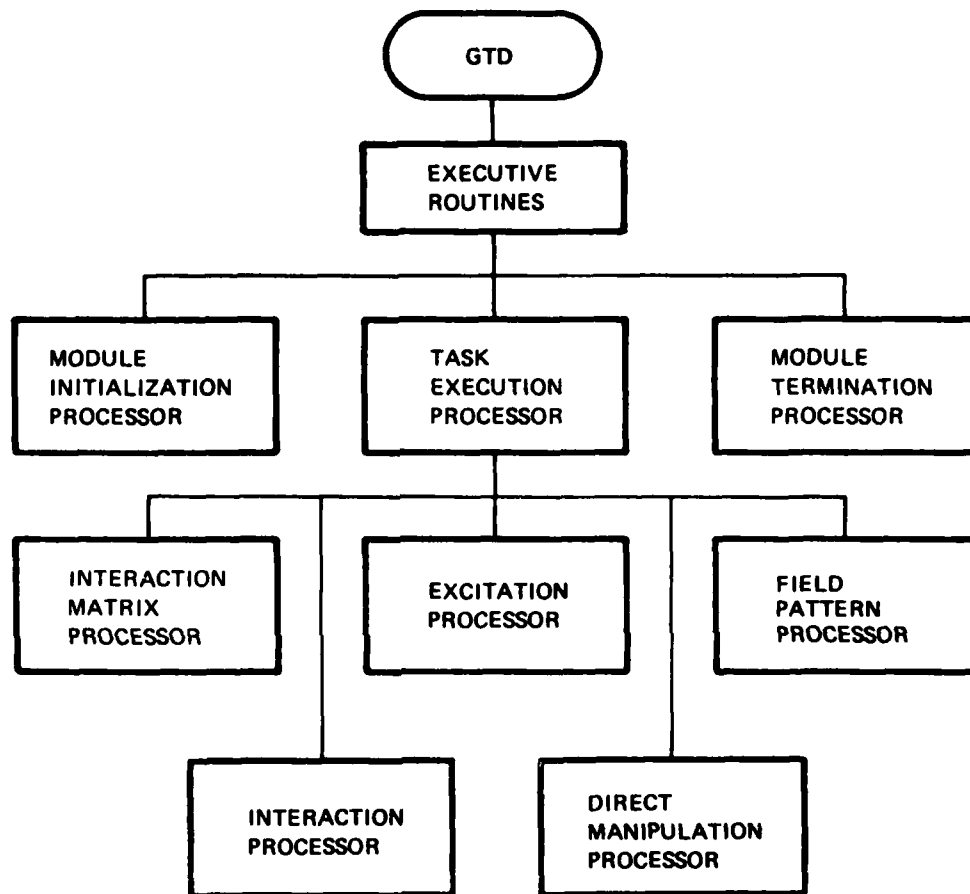 GTD
EXECUTIVE
ROUTINES
MODULE
INITIALIZATION
PROCESSOR
TASK
EXECUTION
PROCESSOR
MODULE
TERMINATION
PROCESSOR
INTERACTION
MATRIX
PROCESSOR
EXCITATION
PROCESSOR
FIELD
PATTERN
PROCESSOR
INTERACTION
PROCESSOR
DIRECT
MANIPULATION
PROCESSOR